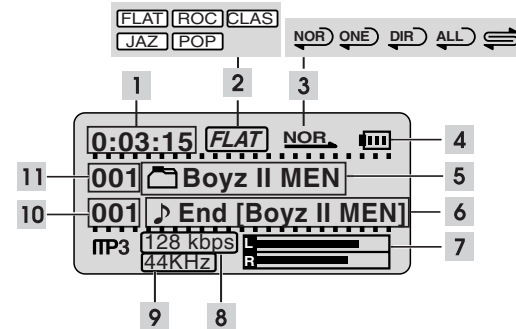 FLAT ROC CLAS
JAZ POP
NOR ONE DIR ALL
1 2 3
0:03:15 FLAT NOR 4
11 001 Boyz II MEN 5
10 001 End [Boyz II MEN] 6
MP3 128 kbps L 7
44KHz R
9 8